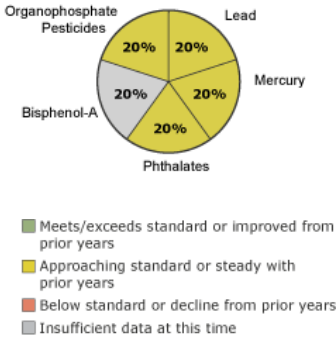 Organophosphate
Pesticides
Lead
20%
20%
20%
20%
20%
Mercury
Bisphenol-A
Phthalates
Meets/exceeds standard or improved from
prior years
Approaching standard or steady with
prior years
Below standard or decline from prior years
Insufficient data at this time